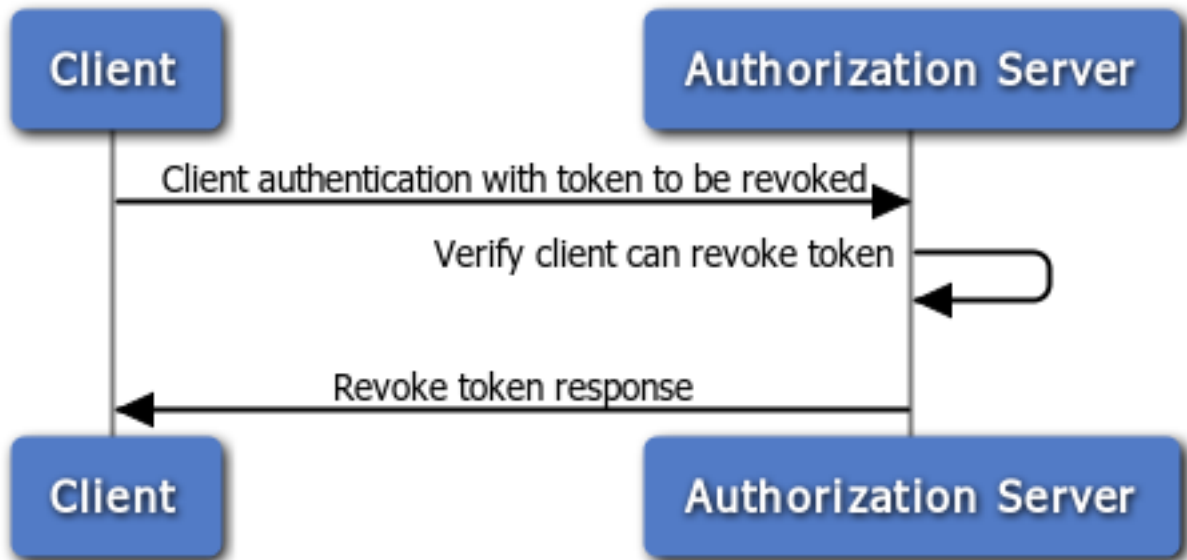 Client
Authorization Server
Client authentication with token to be revoked
Verify client can revoke token
Revoke token response
Client
Authorization Server